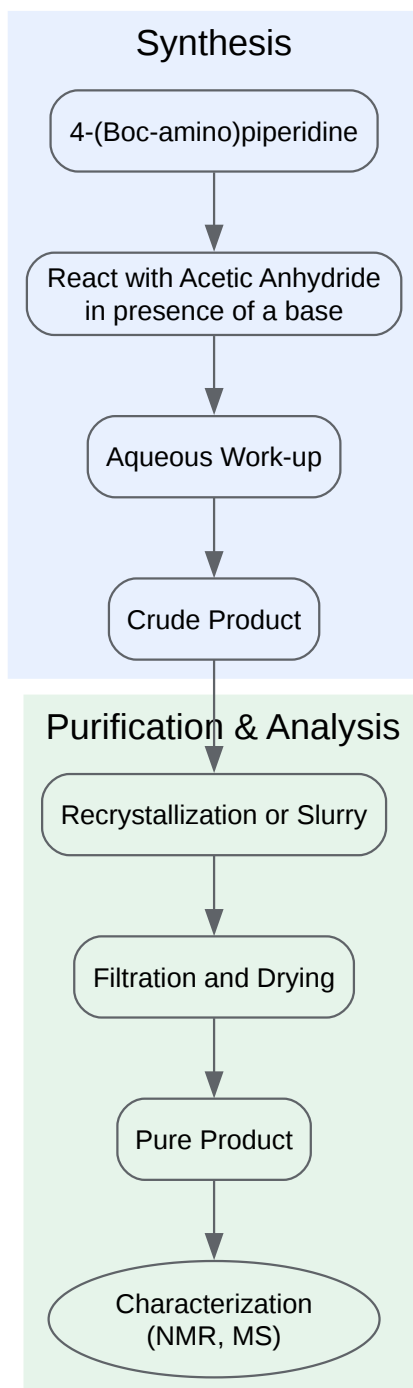 Synthesis
4-(Boc-amino)piperidine
React with Acetic Anhydride
in presence of a base
Aqueous Work-up
Crude Product
Purification & Analysis
Recrystallization or Slurry
Filtration and Drying
Pure Product
Characterization
(NMR, MS)